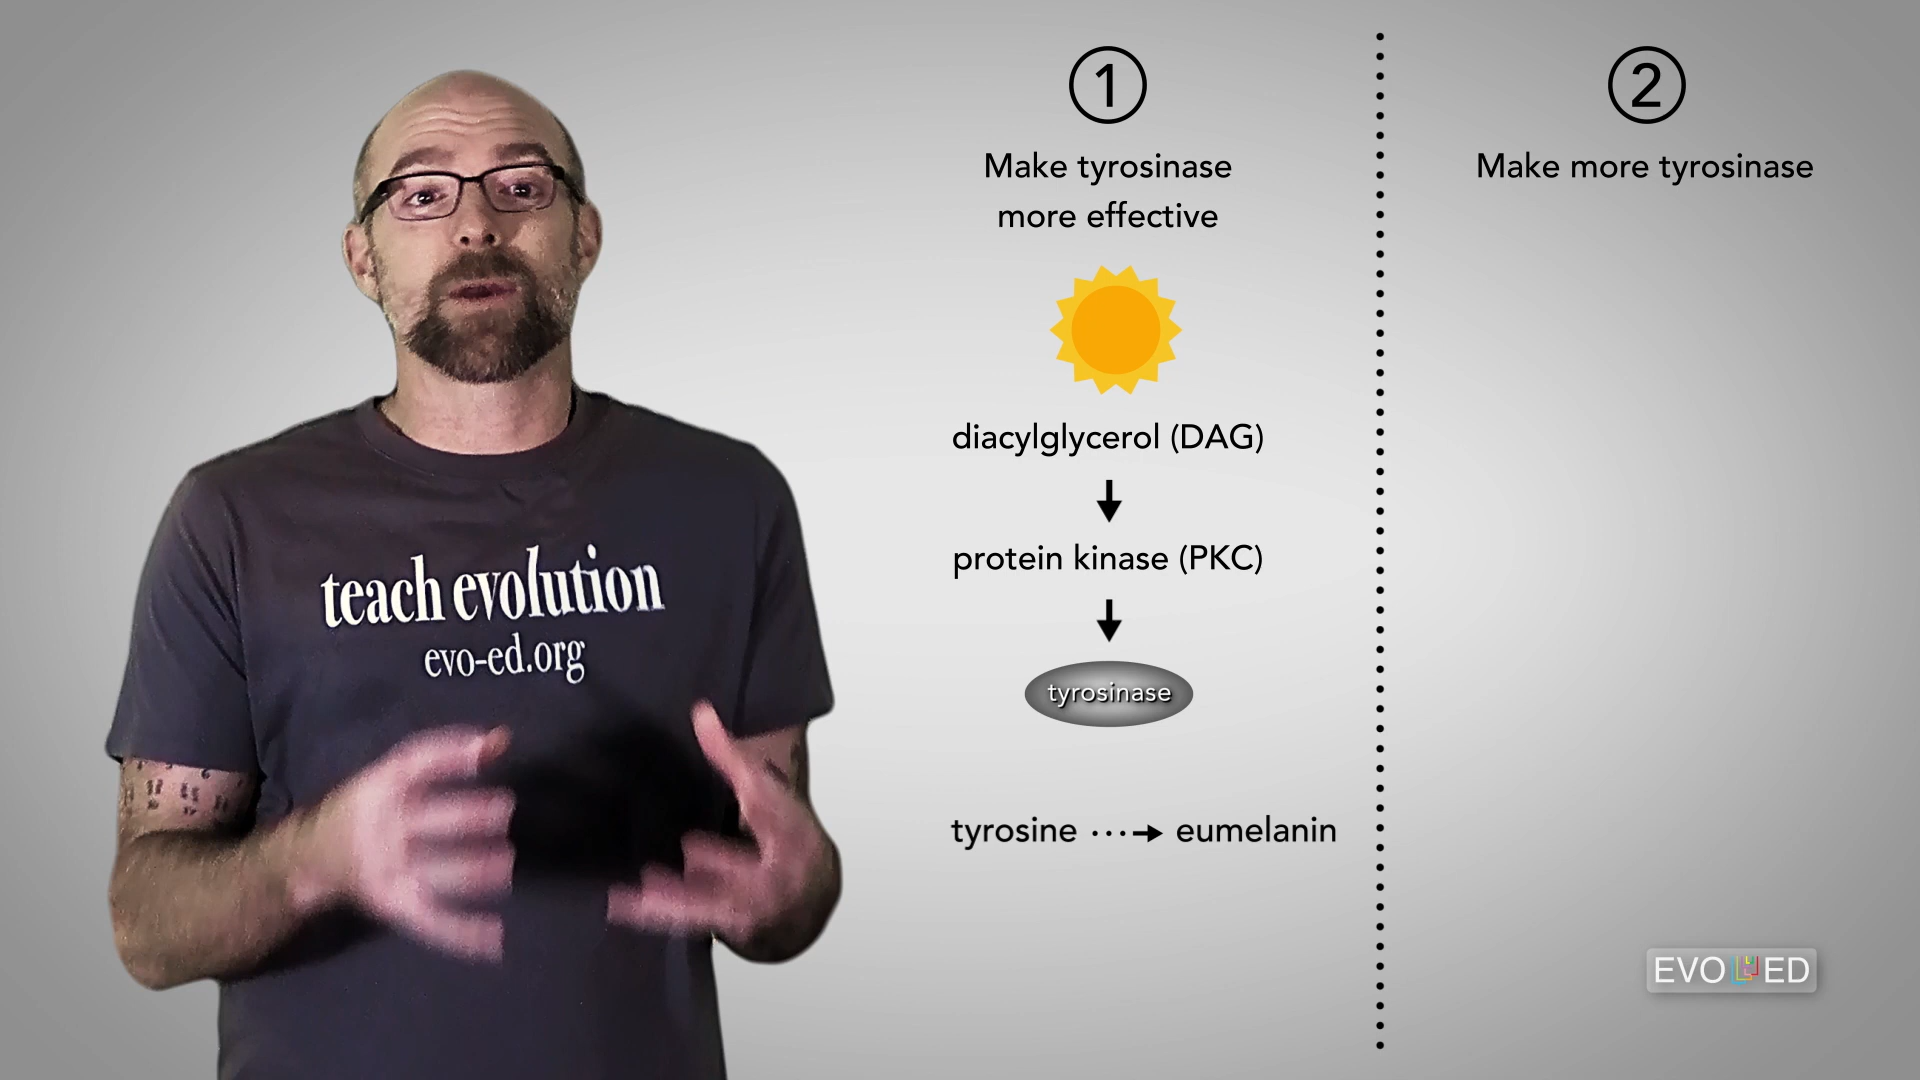 teach evolution
evo-ed.org
1
Make tyrosinase
more effective
diacylglycerol (DAG)
protein kinase (PKC)
tyrosinase
tyrosine ⋯→ eumelanin
2
Make more tyrosinase
EVO ED